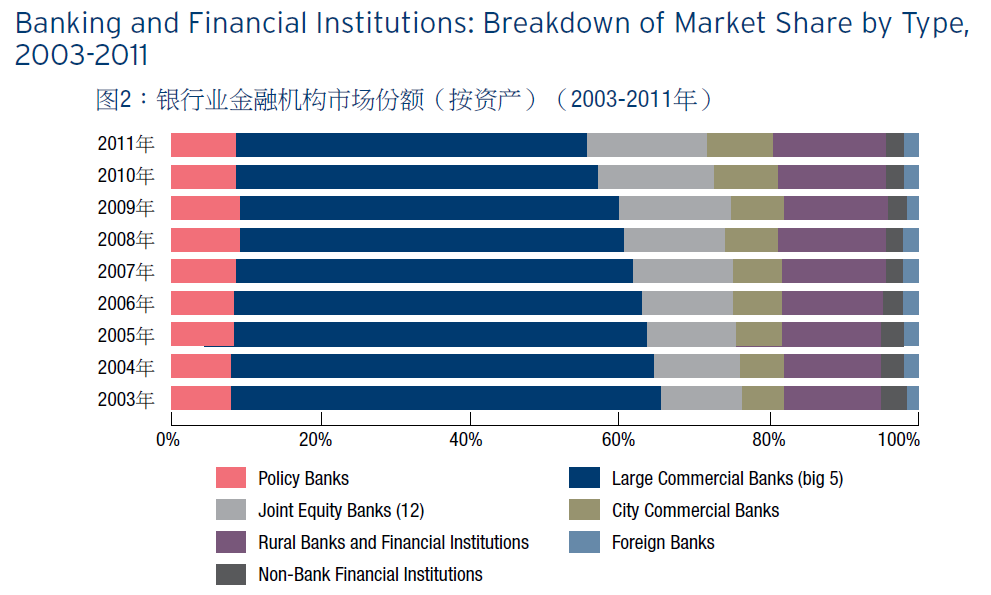 Banking and Financial Institutions: Breakdown of Market Share by Type,
2003-2011
图2：银行业金融机构市场份额（按资产）（2003-2011年）
2011年
2010年
2009年
2008年
2007年
2006年
2005年
2004年
2003年
0% 20% 40% 60% 80% 100%
Policy Banks Large Commercial Banks (big 5)
Joint Equity Banks (12) City Commercial Banks
Rural Banks and Financial Institutions Foreign Banks
Non-Bank Financial Institutions